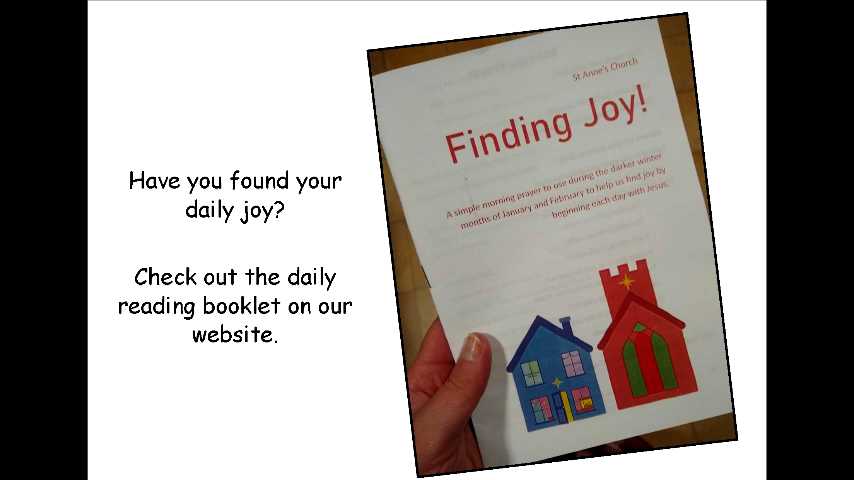 Have you found your
daily joy?
Check out the daily
reading booklet on our
website.
St Anne's Church
Finding Joy!
A simple morning prayer to use during the darker winter
months of January and February to help us find joy by
beginning each day with Jesus.